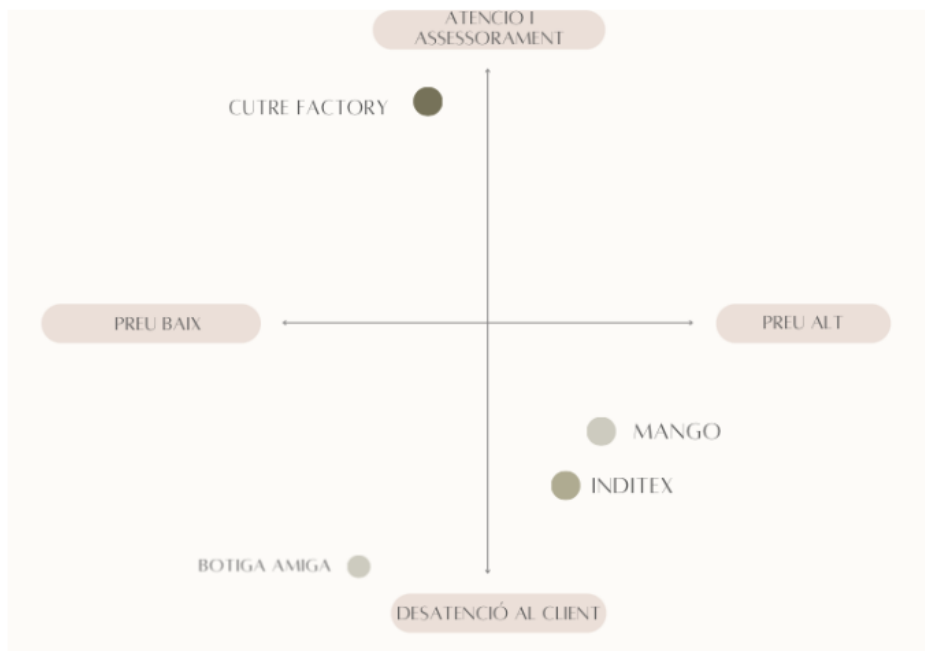 ATENCIO I
ASSESSORAMENT
CUTRE FACTORY
PREU BAIX
PREU ALT
MANGO
INDITEX
BOTIGA AMIGA
DESATENCIÓ AL CLIENT